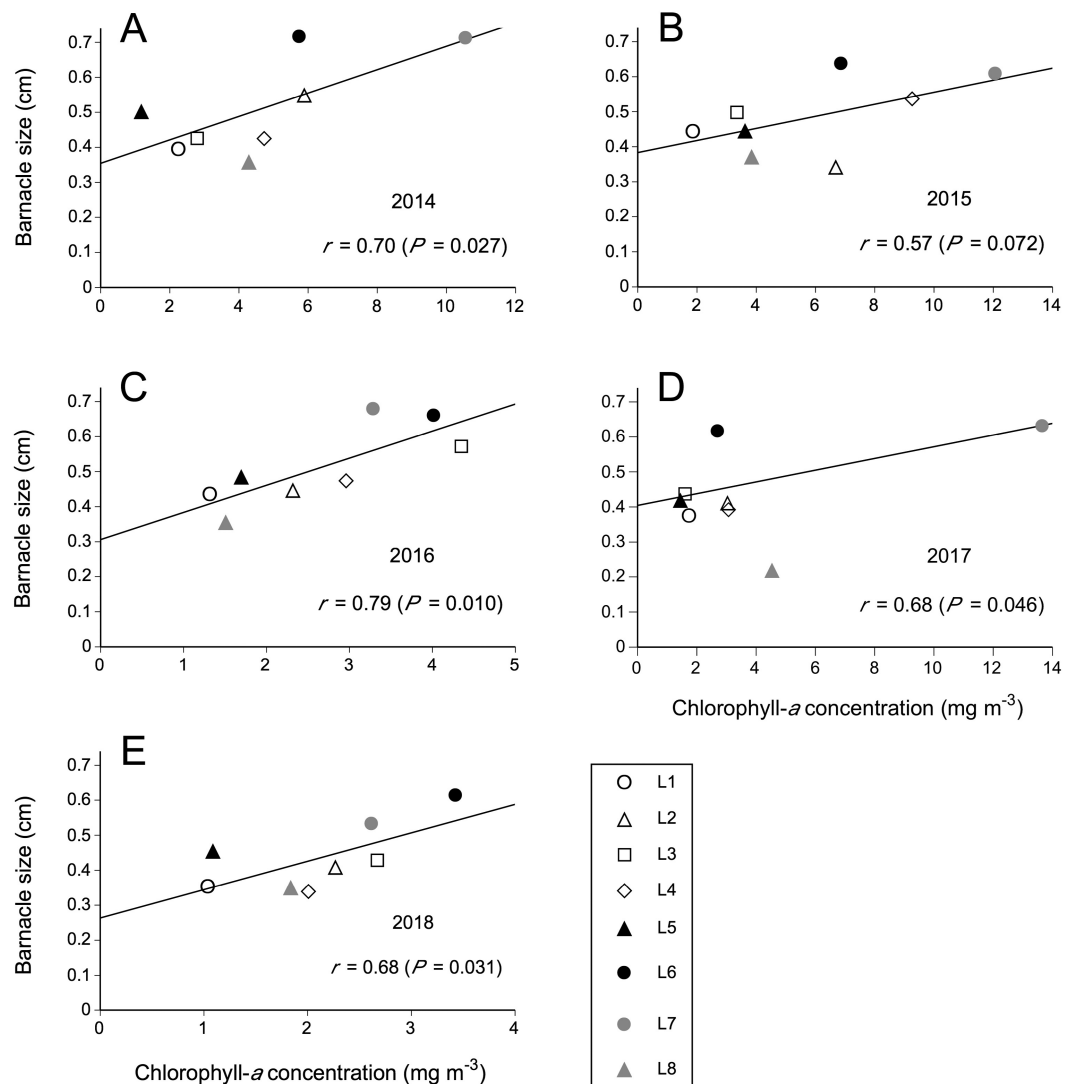 A
Barnacle size (cm)
0.7
0.6
0.5
0.4
0.3
0.2
0.1
0
2014
r = 0.70 (P = 0.027)
0 2 4 6 8 10 12
B
0.7
0.6
0.5
0.4
0.3
0.2
0.1
0
2015
r = 0.57 (P = 0.072)
0 2 4 6 8 10 12 14
C
Barnacle size (cm)
0.7
0.6
0.5
0.4
0.3
0.2
0.1
0
2016
r = 0.79 (P = 0.010)
0 1 2 3 4 5
D
0.7
0.6
0.5
0.4
0.3
0.2
0.1
0
2017
r = 0.68 (P = 0.046)
0 2 4 6 8 10 12 14
Chlorophyll-a concentration (mg m-3)
E
Barnacle size (cm)
0.7
0.6
0.5
0.4
0.3
0.2
0.1
0
2018
r = 0.68 (P = 0.031)
0 1 2 3 4
Chlorophyll-a concentration (mg m-3)
L1
L2
L3
L4
L5
L6
L7
L8